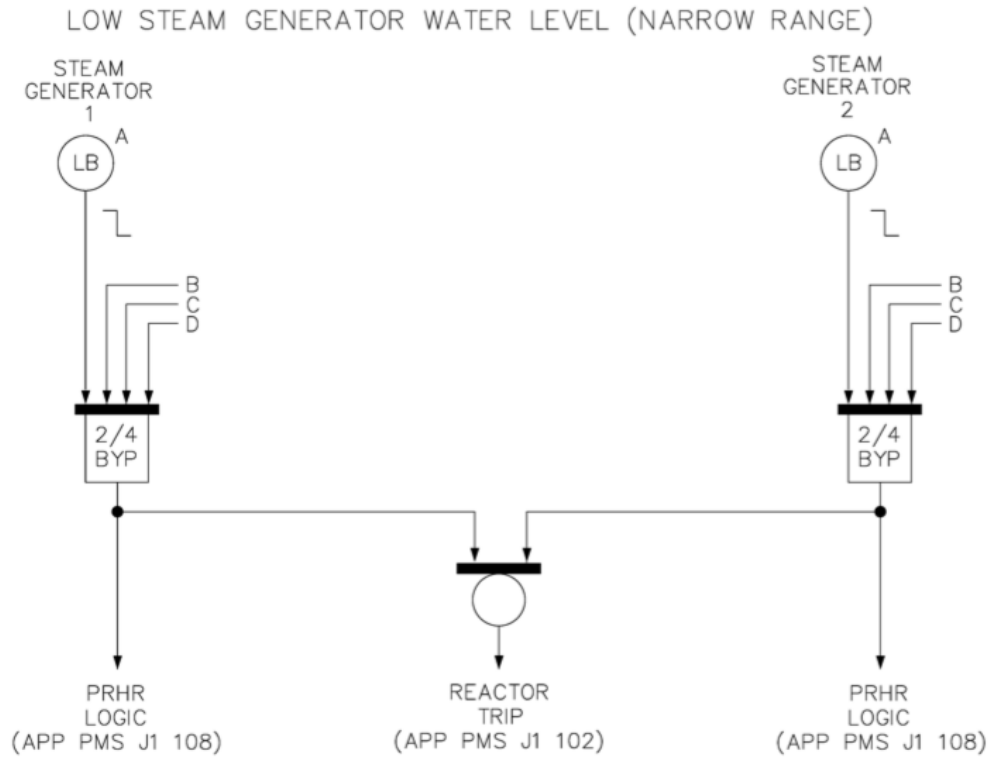 LOW STEAM GENERATOR WATER LEVEL (NARROW RANGE)
STEAM
GENERATOR
1
A
LB
B
C
D
2/4
BYP
STEAM
GENERATOR
2
A
LB
B
C
D
2/4
BYP
PRHR
LOGIC
(APP PMS J1 108)
REACTOR
TRIP
(APP PMS J1 102)
PRHR
LOGIC
(APP PMS J1 108)